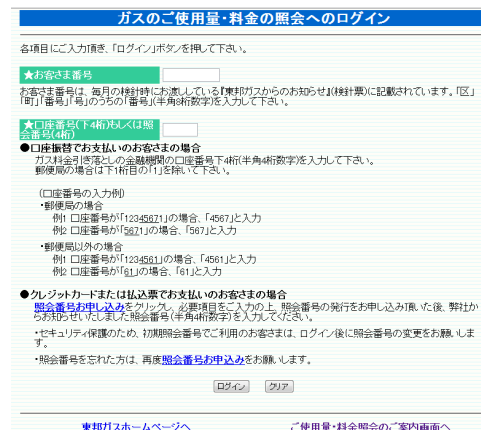 ガスのご使用量・料金の照会へのログイン
各項目にご入力頂き、「ログイン」ボタンを押して下さい。
★お客さま番号
お客さま番号は、毎月の検針時にお渡ししている『東邦ガスからのお知らせ』(検針票)に記載されています。「区」
「町」「番号」「号」のうちの「番号」(半角8桁数字)を入力して下さい。
★口座番号(下4桁)もしくは照
会番号(4桁)
●口座振替でお支払いのお客さまの場合
ガス料金引き落としの金融機関の口座番号下4桁(半角4桁数字)を入力して下さい。
郵便局の場合は下1桁目の「1」を除いて下さい。
(口座番号の入力例)
・郵便局の場合
例1 口座番号が「12345671」の場合、「4567」と入力
例2 口座番号が「5671」の場合、「567」と入力
・郵便局以外の場合
例1 口座番号が「1234561」の場合、「4561」と入力
例2 口座番号が「61」の場合、「61」と入力
●クレジットカードまたは払込票でお支払いのお客さまの場合
照会番号お申し込みをクリックし、必要項目をご入力の上、照会番号の発行をお申し込み頂いた後、弊社か
らお知らせいたしました照会番号(半角4桁数字)を入力してください。
・セキュリティ保護のため、初期照会番号でご利用のお客さまは、ログイン後に照会番号の変更をお願いしま
す。
・照会番号を忘れた方は、再度照会番号お申込みをお願いします。
ログイン クリア
東邦ガスホームページへ ご使用量・料金照会のご案内画面へ